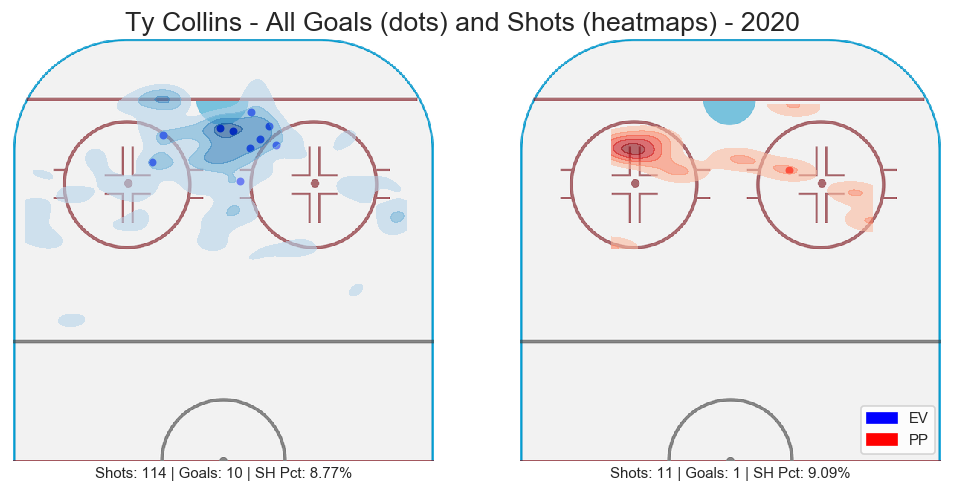 Ty Collins - All Goals (dots) and Shots (heatmaps) - 2020
EV
PP
Shots: 114 | Goals: 10 | SH Pct: 8.77%
Shots: 11 | Goals: 1 | SH Pct: 9.09%